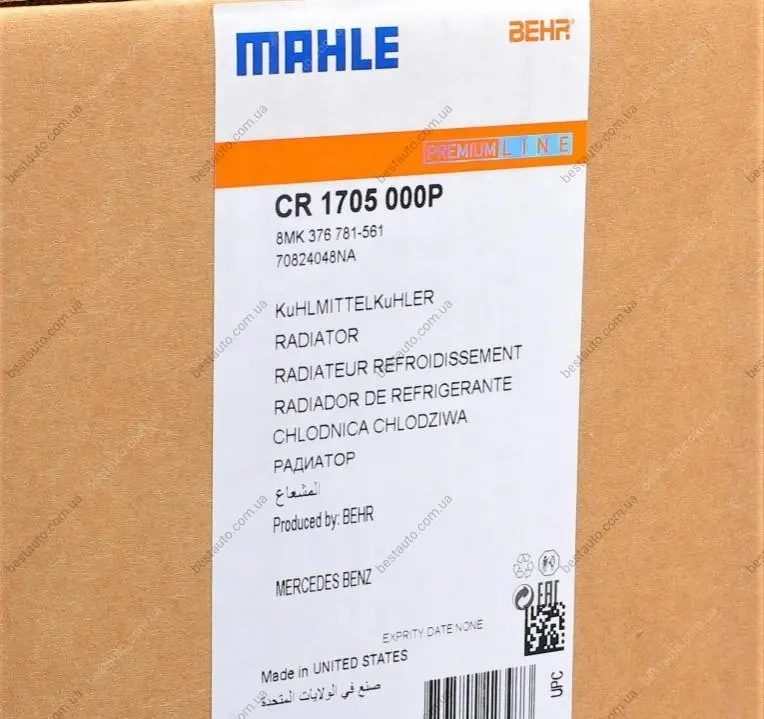 MAHLE
BEHR®
PREMIUM LINE
CR 1705 000P
8MK 376 781-561
70824048NA
KuHLMITTELKuHLER
RADIATOR
RADIATEUR REFROIDISSEMENT
RADIADOR DE REFRIGERANTE
CHLODNICA CHLODZIWA
РАДИАТОР
المشعاع
Produced by: BEHR
MERCEDES BENZ
EAC
EXPRITY DATE NONE
Made in UNITED STATES
صنع في الولايات المتحدة
UPC
bestauto.com.ua